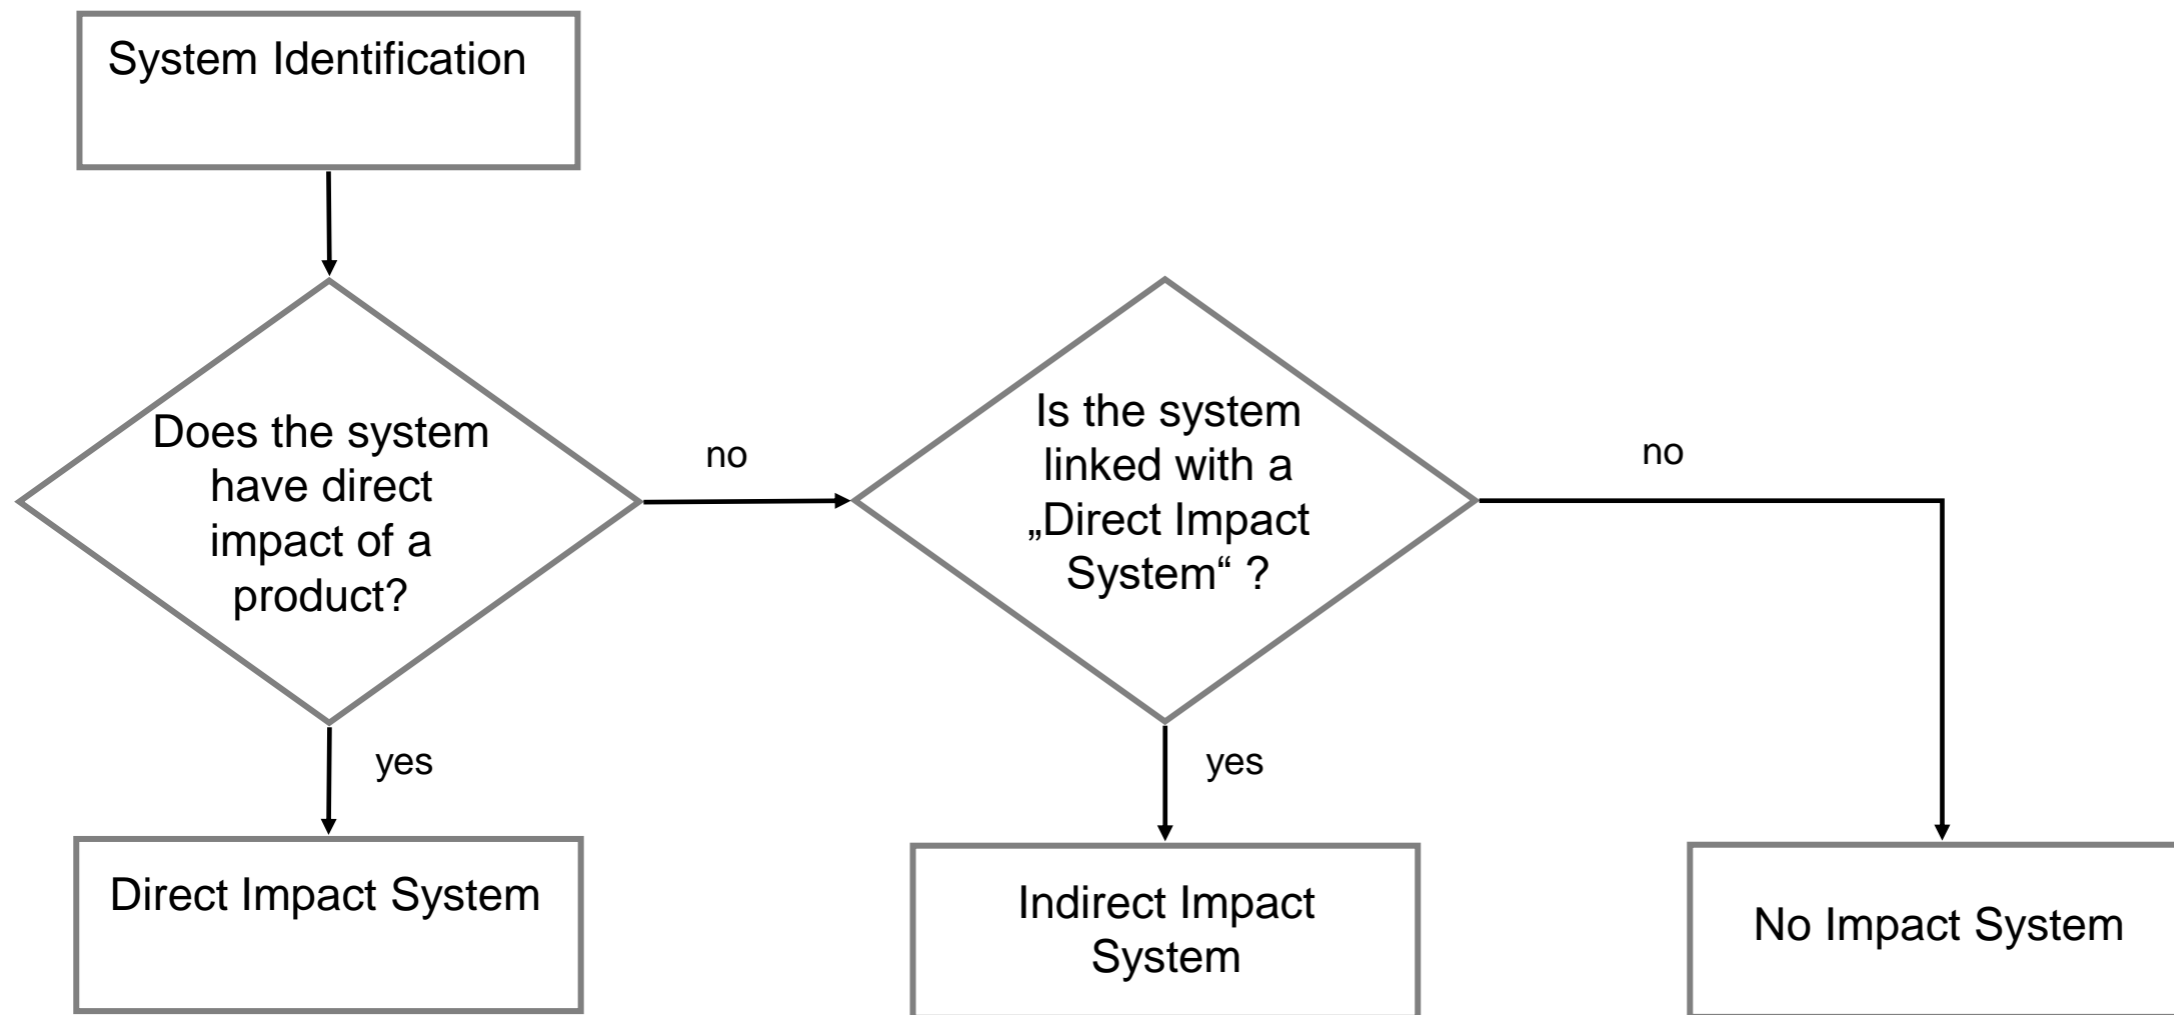 System Identification
Does the system
have direct
impact of a
product?
no
Is the system
linked with a
„Direct Impact
System“ ?
no
yes
yes
Direct Impact System
Indirect Impact
System
No Impact System